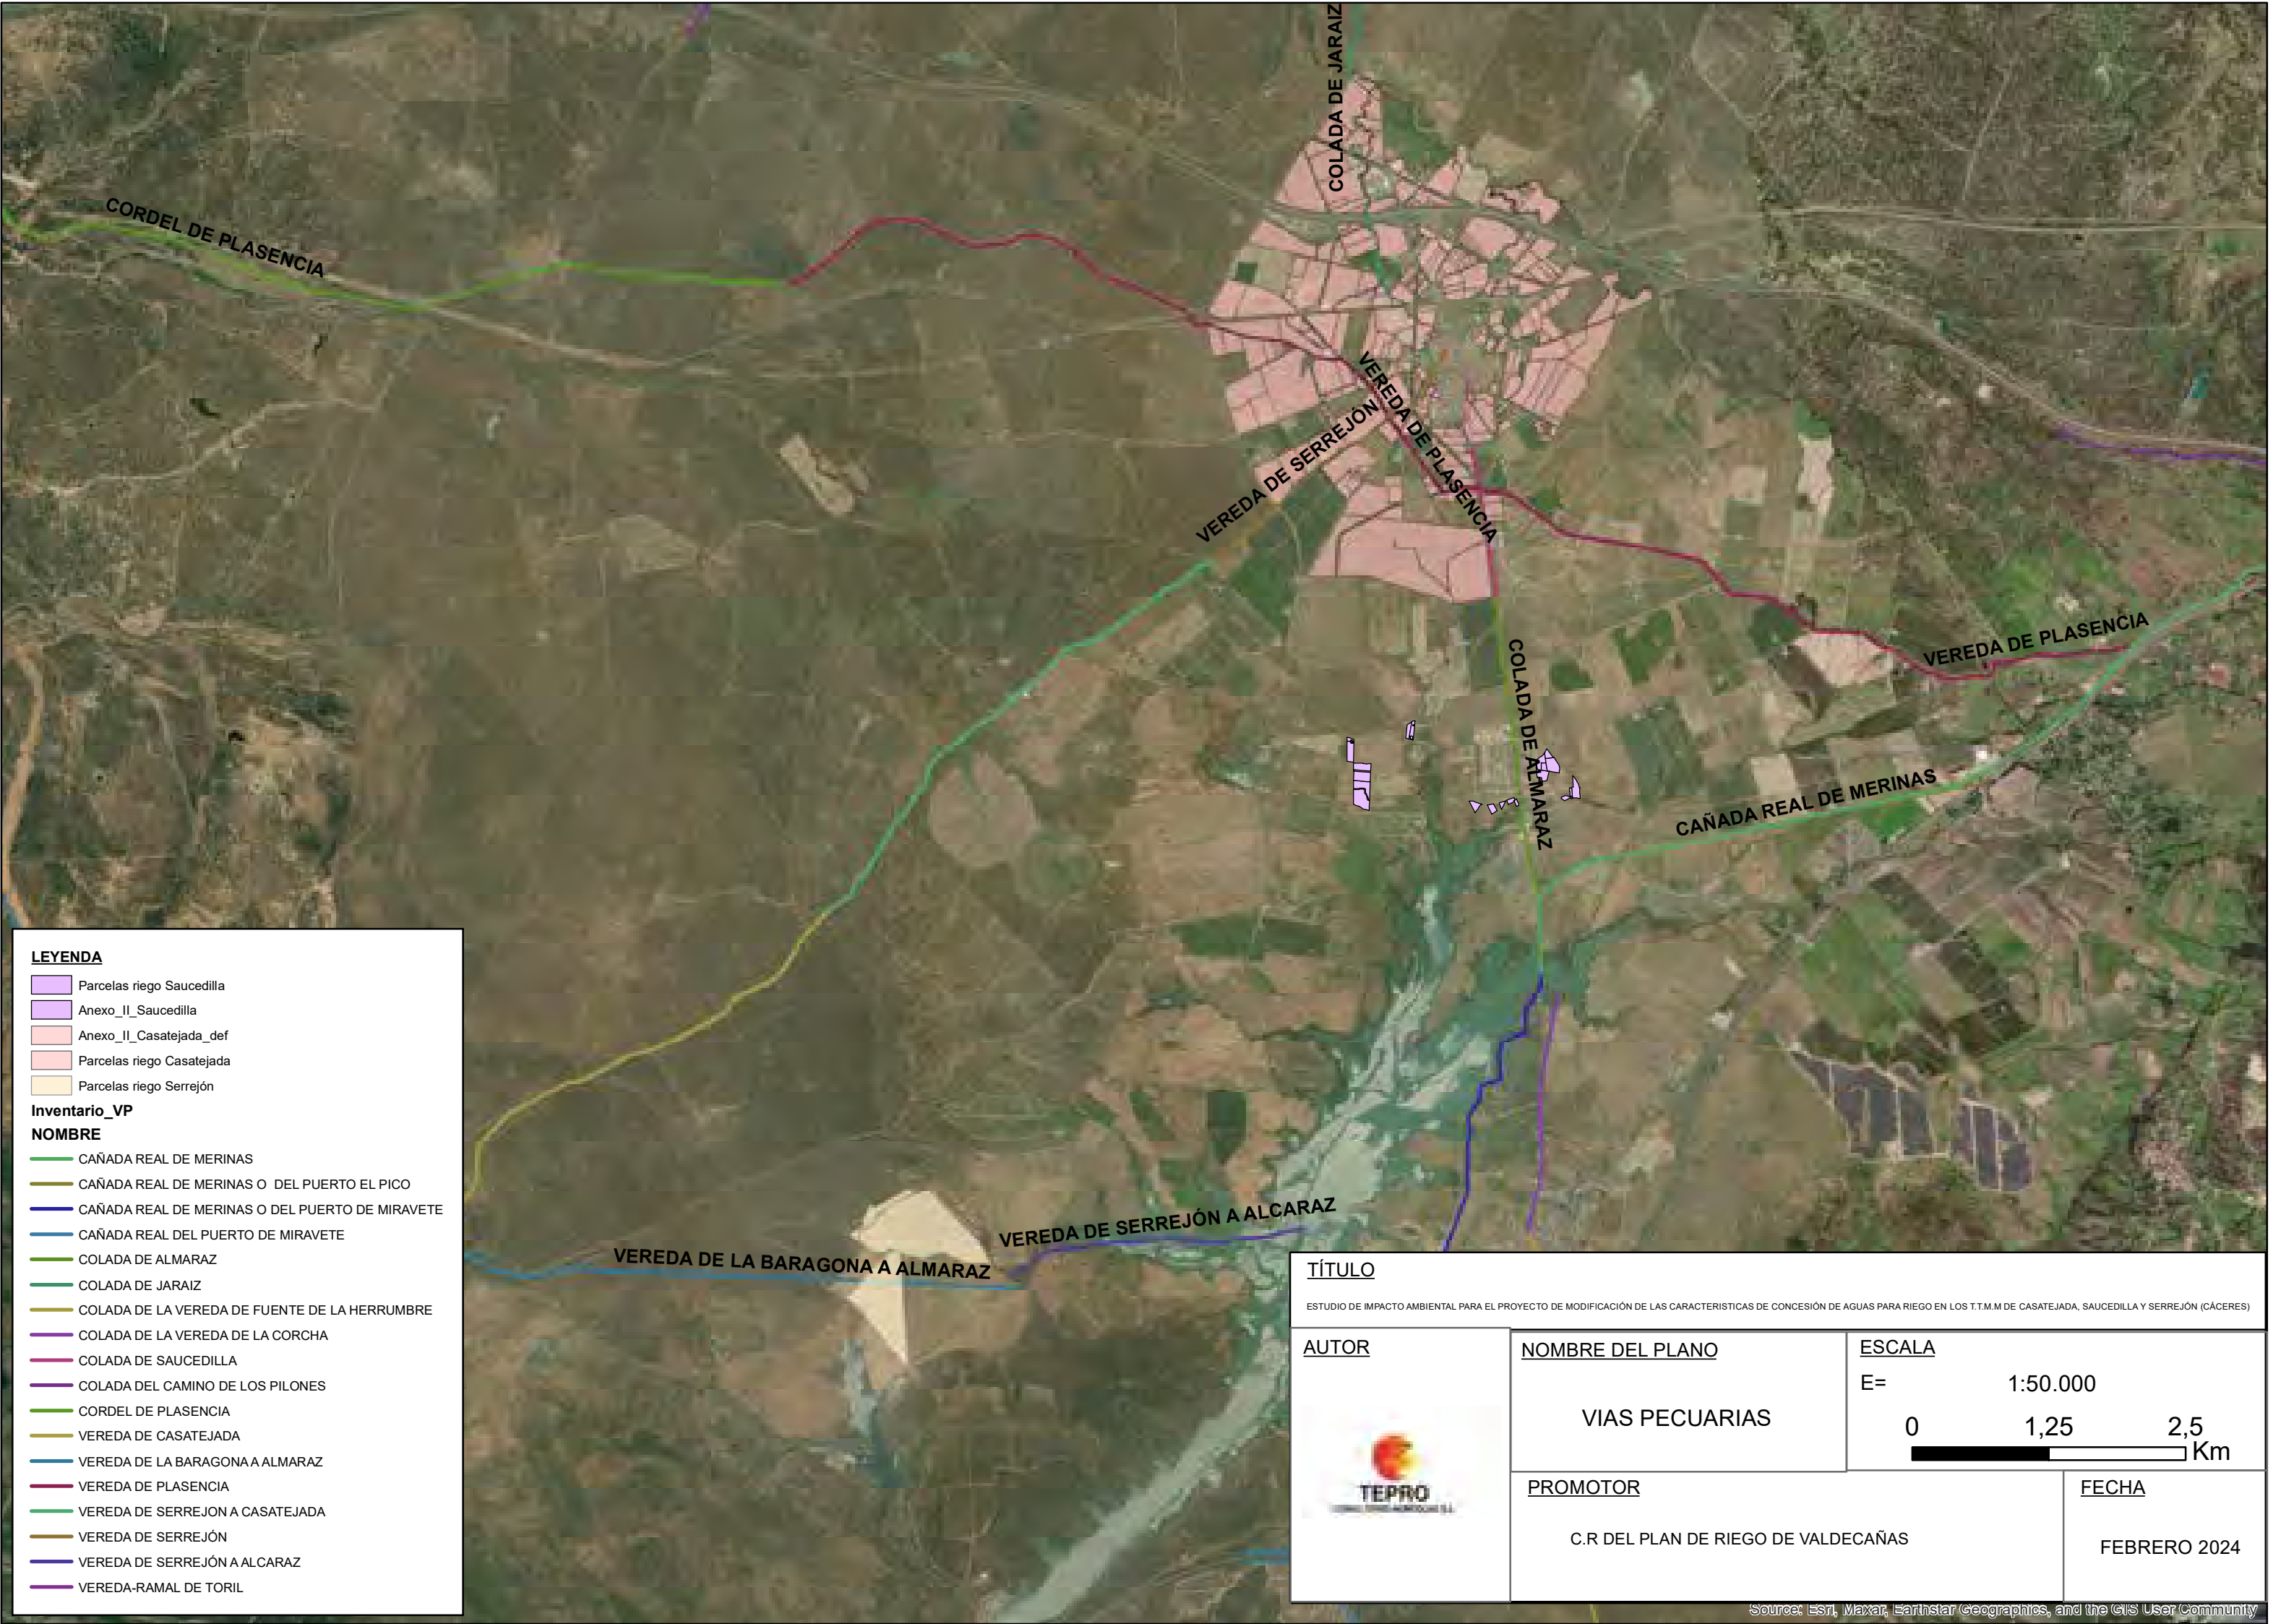 COLADA DE JARAIZ
CORDEL DE PLASENCIA
VEREDA DE PLASENCIA
VEREDA DE SERREJÓN
VEREDA DE PLASENCIA
COLADA DE ALMARAZ
CAÑADA REAL DE MERINAS
VEREDA DE SERREJÓN A ALCARAZ
VEREDA DE LA BARAGONA A ALMARAZ
LEYENDA
Parcelas riego Saucedilla
Anexo_II_Saucedilla
Anexo_II_Casatejada_def
Parcelas riego Casatejada
Parcelas riego Serrejón
Inventario_VP
NOMBRE
CAÑADA REAL DE MERINAS
CAÑADA REAL DE MERINAS O DEL PUERTO EL PICO
CAÑADA REAL DE MERINAS O DEL PUERTO DE MIRAVETE
CAÑADA REAL DEL PUERTO DE MIRAVETE
COLADA DE ALMARAZ
COLADA DE JARAIZ
COLADA DE LA VEREDA DE FUENTE DE LA HERRUMBRE
COLADA DE LA VEREDA DE LA CORCHA
COLADA DE SAUCEDILLA
COLADA DEL CAMINO DE LOS PILONES
CORDEL DE PLASENCIA
VEREDA DE CASATEJADA
VEREDA DE LA BARAGONA A ALMARAZ
VEREDA DE PLASENCIA
VEREDA DE SERREJON A CASATEJADA
VEREDA DE SERREJÓN
VEREDA DE SERREJÓN A ALCARAZ
VEREDA-RAMAL DE TORIL
TÍTULO
ESTUDIO DE IMPACTO AMBIENTAL PARA EL PROYECTO DE MODIFICACIÓN DE LAS CARACTERISTICAS DE CONCESIÓN DE AGUAS PARA RIEGO EN LOS T.T.M.M DE CASATEJADA, SAUCEDILLA Y SERREJÓN (CÁCERES)
AUTOR
TEPRO
NOMBRE DEL PLANO
VIAS PECUARIAS
ESCALA
E= 1:50.000
0 1,25 2,5
Km
PROMOTOR
C.R DEL PLAN DE RIEGO DE VALDECAÑAS
FECHA
FEBRERO 2024
Source: Esri, Maxar, Earthstar Geographics, and the GIS User Community